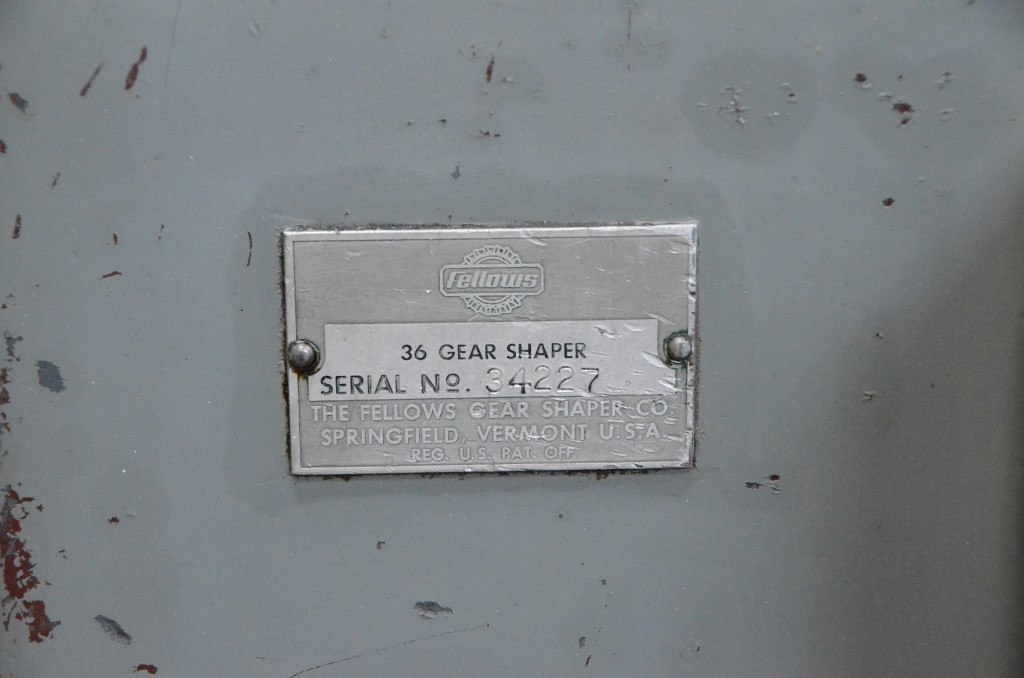 Fellows
36 GEAR SHAPER
SERIAL NO. 34227
THE FELLOWS GEAR SHAPER CO.
SPRINGFIELD, VERMONT U.S.A.
REG. U.S. PAT. OFF.